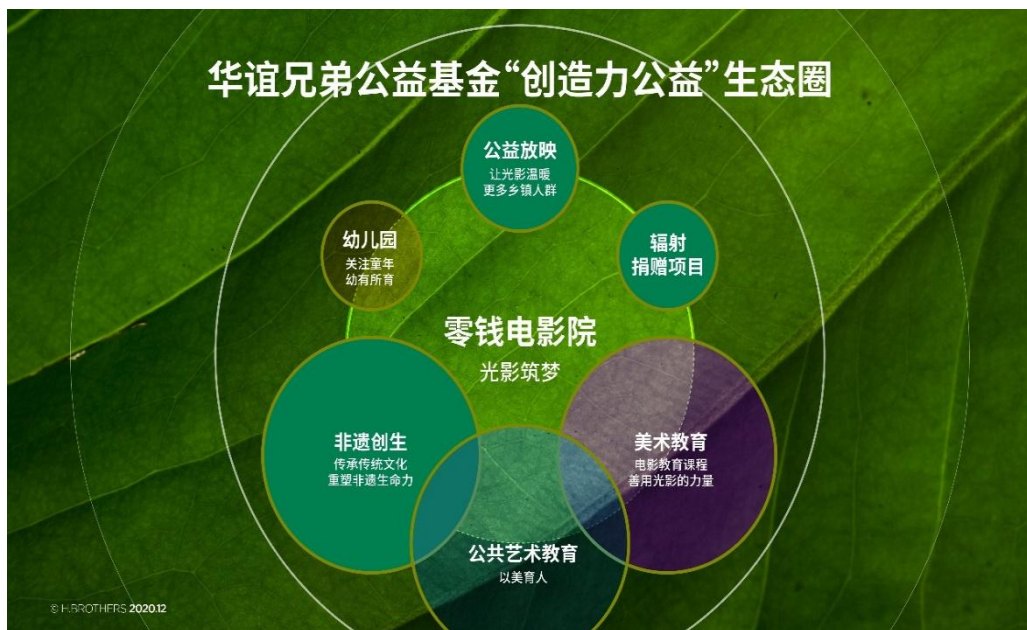 华谊兄弟公益基金“创造力公益”生态圈
公益放映
让光影温暖
更多乡镇人群
幼儿园
关注童年
幼有所育
辐射
捐赠项目
零钱电影院
光影筑梦
非遗创生
传承传统文化
重塑非遗生命力
美术教育
电影教育课程
善用光影的力量
公共艺术教育
以美育人
© H.BROTHERS 2020.12